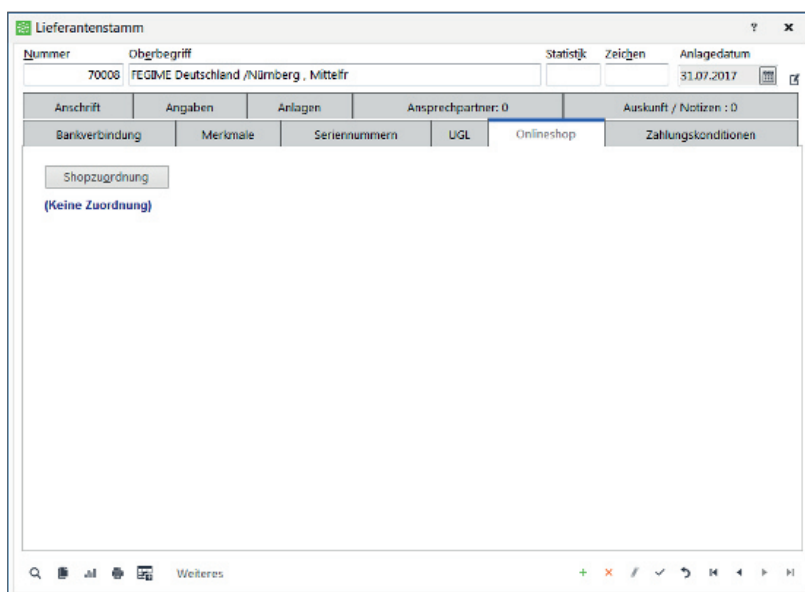 Lieferantenstamm ? x
Nummer Oberbegriff Statistik Zeichen Anlagedatum
70008 FEGIME Deutschland /Nürnberg , Mittelfr 31.07.2017
Anschrift Angaben Anlagen Ansprechpartner: 0 Auskunft / Notizen : 0
Bankverbindung Merkmale Seriennummern UGL Onlineshop Zahlungskonditionen
Shopzuordnung
(Keine Zuordnung)
Weiteres